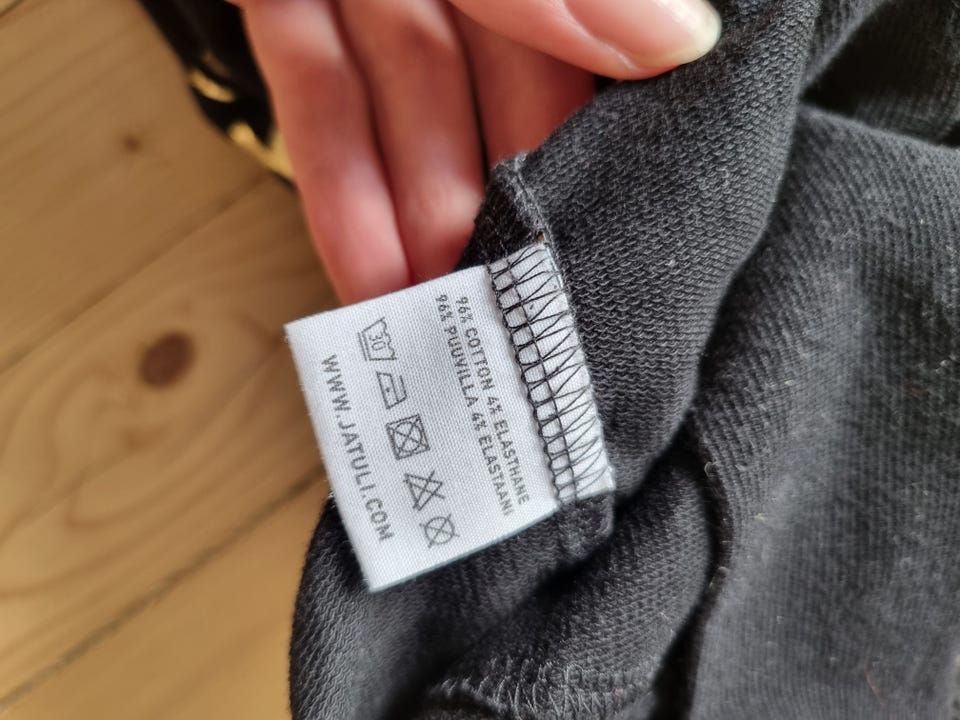 96% COTTON 4% ELASTHANE
96% PUUVILLA 4% ELASTAANI
30
WWW.JATULI.COM